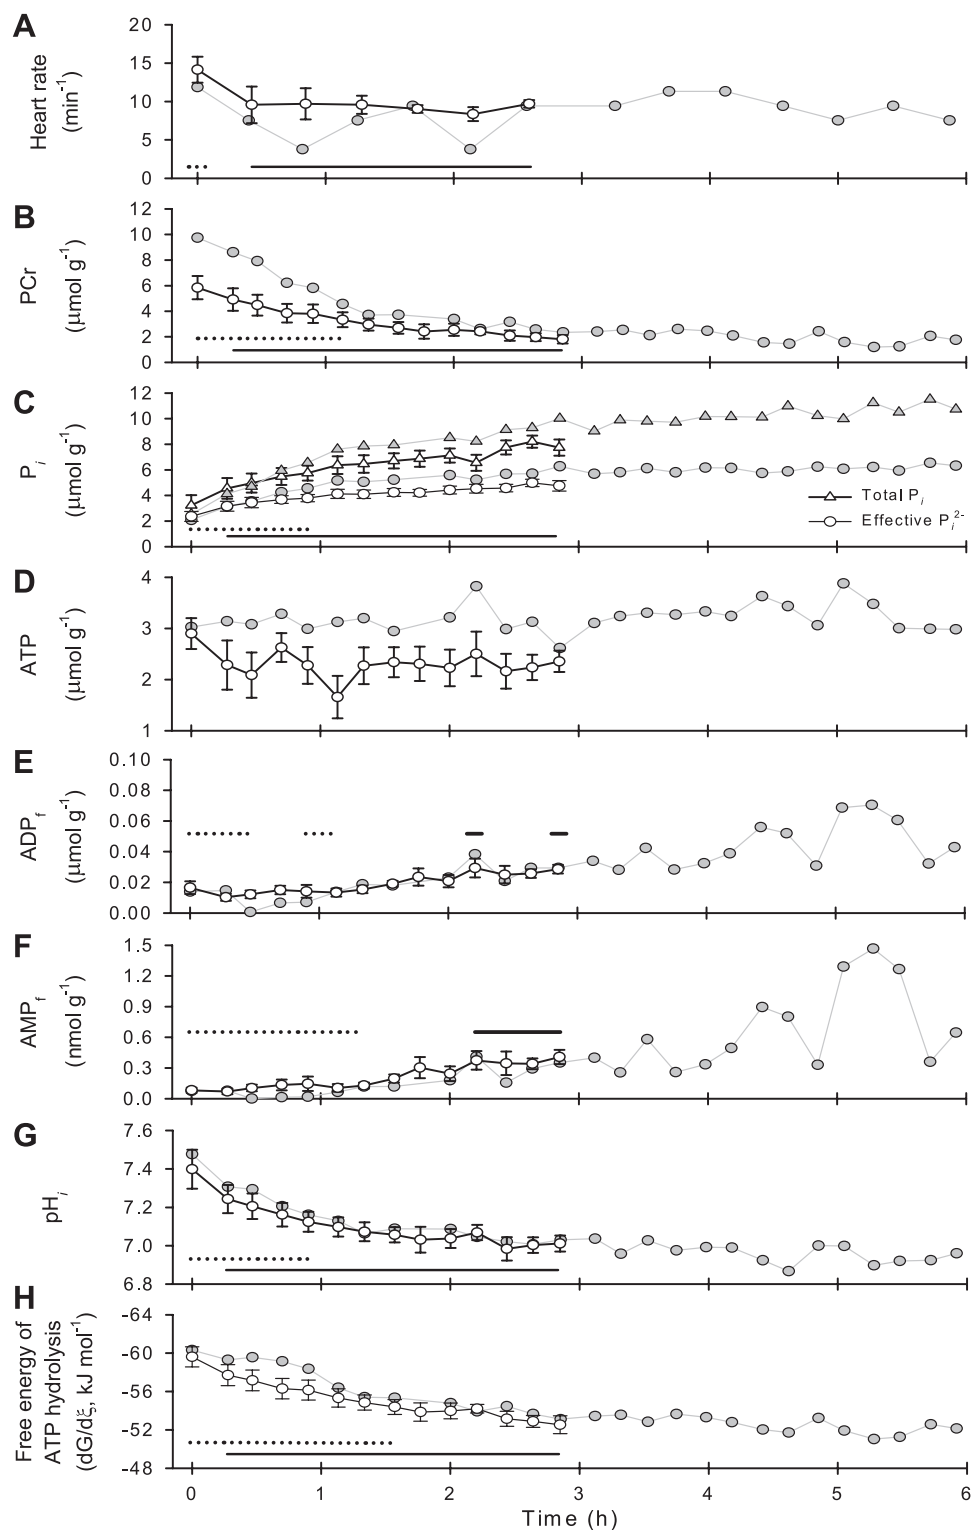 A
Heart rate
(min⁻¹)
20
15
10
5
0
B
PCr
(μmol g⁻¹)
12
10
8
6
4
2
0
C
Pᵢ
(μmol g⁻¹)
12
10
8
6
4
2
0
Total Pᵢ
Effective Pᵢ²⁻
D
ATP
(μmol g⁻¹)
4
3
2
1
E
ADP_f
(μmol g⁻¹)
0.10
0.08
0.06
0.04
0.02
0.00
F
AMP_f
(nmol g⁻¹)
1.5
1.2
0.9
0.6
0.3
0.0
G
pHᵢ
7.6
7.4
7.2
7.0
6.8
H
Free energy of
ATP hydrolysis
(dG/dξ, kJ mol⁻¹)
-64
-60
-56
-52
-48
0 1 2 3 4 5 6
Time (h)